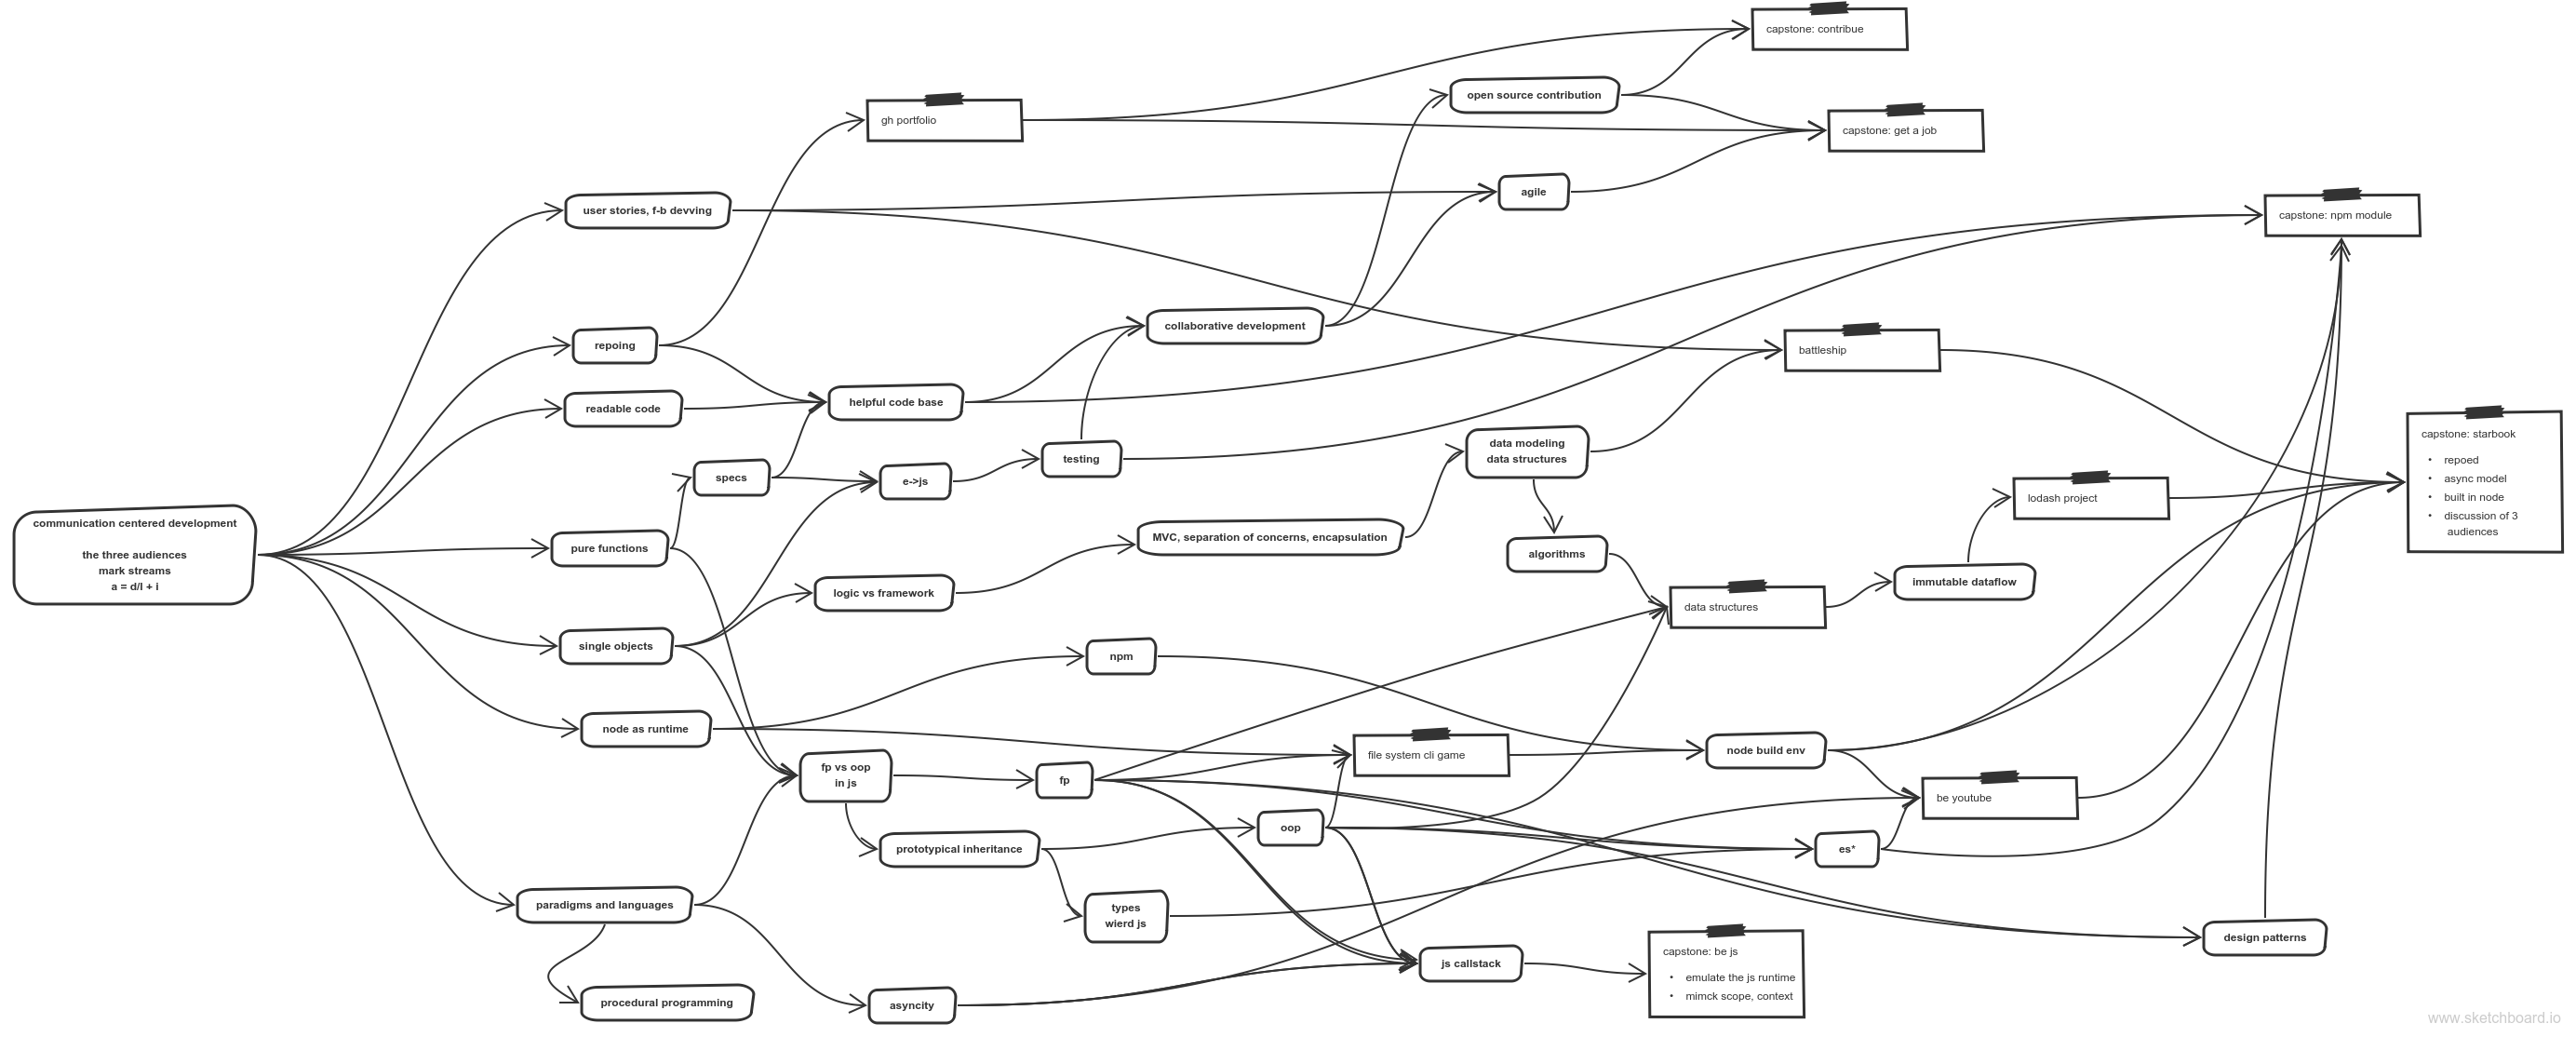 capstone: contribue
open source contribution
gh portfolio
capstone: get a job
agile
user stories, f-b devving
capstone: npm module
collaborative development
repoing
battleship
helpful code base
readable code
capstone: starbook
• repoed
• async model
• built in node
• discussion of 3
audiences
data modeling
data structures
testing
specs
e->js
lodash project
communication centered development
the three audiences
mark streams
a = d/l + i
pure functions
MVC, separation of concerns, encapsulation
algorithms
immutable dataflow
logic vs framework
data structures
single objects
npm
node as runtime
node build env
file system cli game
fp vs oop
in js
fp
be youtube
oop
prototypical inheritance
es*
paradigms and languages
types
wierd js
design patterns
capstone: be js
• emulate the js runtime
• mimck scope, context
js callstack
procedural programming
asyncity
www.sketchboard.io